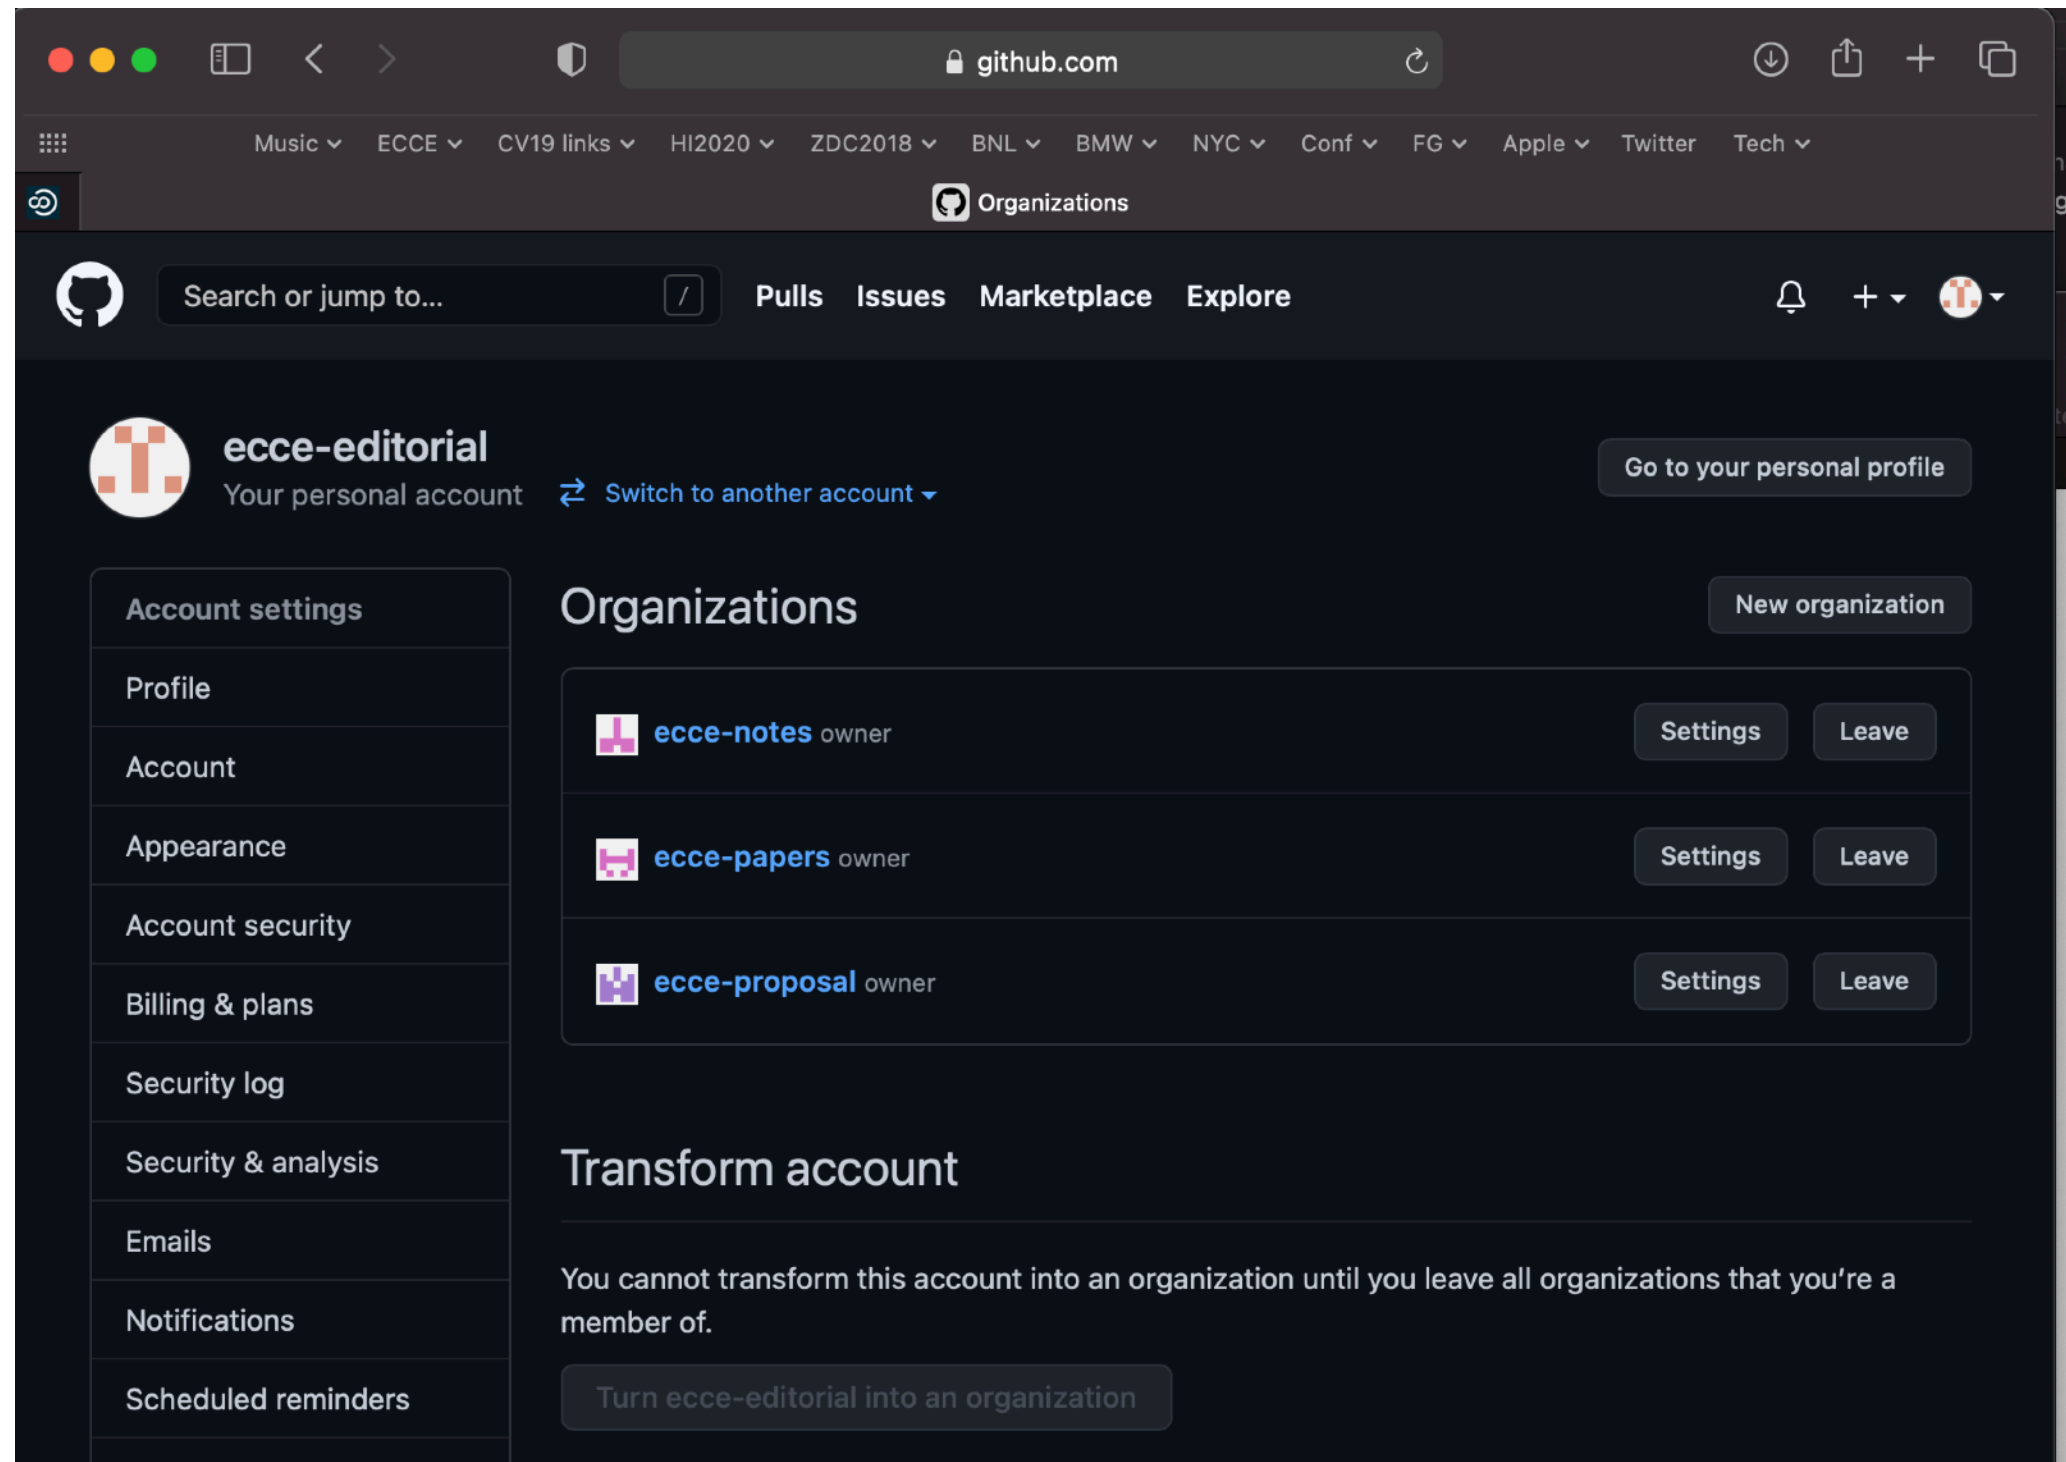 github.com
Music ECCE CV19 links HI2020 ZDC2018 BNL BMW NYC Conf FG Apple Twitter Tech
Organizations
Search or jump to... / Pulls Issues Marketplace Explore
ecce-editorial
Your personal account Switch to another account
Go to your personal profile
Account settings
Profile
Account
Appearance
Account security
Billing & plans
Security log
Security & analysis
Emails
Notifications
Scheduled reminders
Organizations
New organization
ecce-notes owner Settings Leave
ecce-papers owner Settings Leave
ecce-proposal owner Settings Leave
Transform account
You cannot transform this account into an organization until you leave all organizations that you’re a
member of.
Turn ecce-editorial into an organization